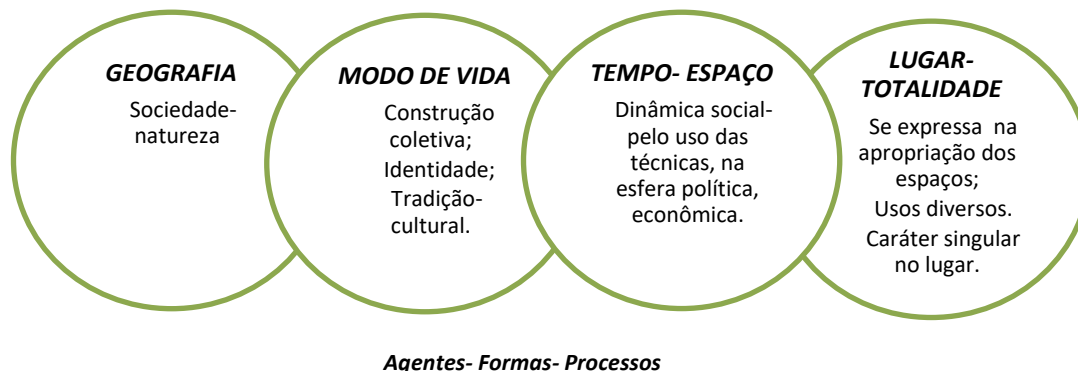 GEOGRAFIA
Sociedade-
natureza
MODO DE VIDA
Construção
coletiva;
Identidade;
Tradição-
cultural.
TEMPO- ESPAÇO
Dinâmica social-
pelo uso das
técnicas, na
esfera política,
econômica.
LUGAR-
TOTALIDADE
Se expressa na
apropriação dos
espaços;
Usos diversos.
Caráter singular
no lugar.
Agentes- Formas- Processos